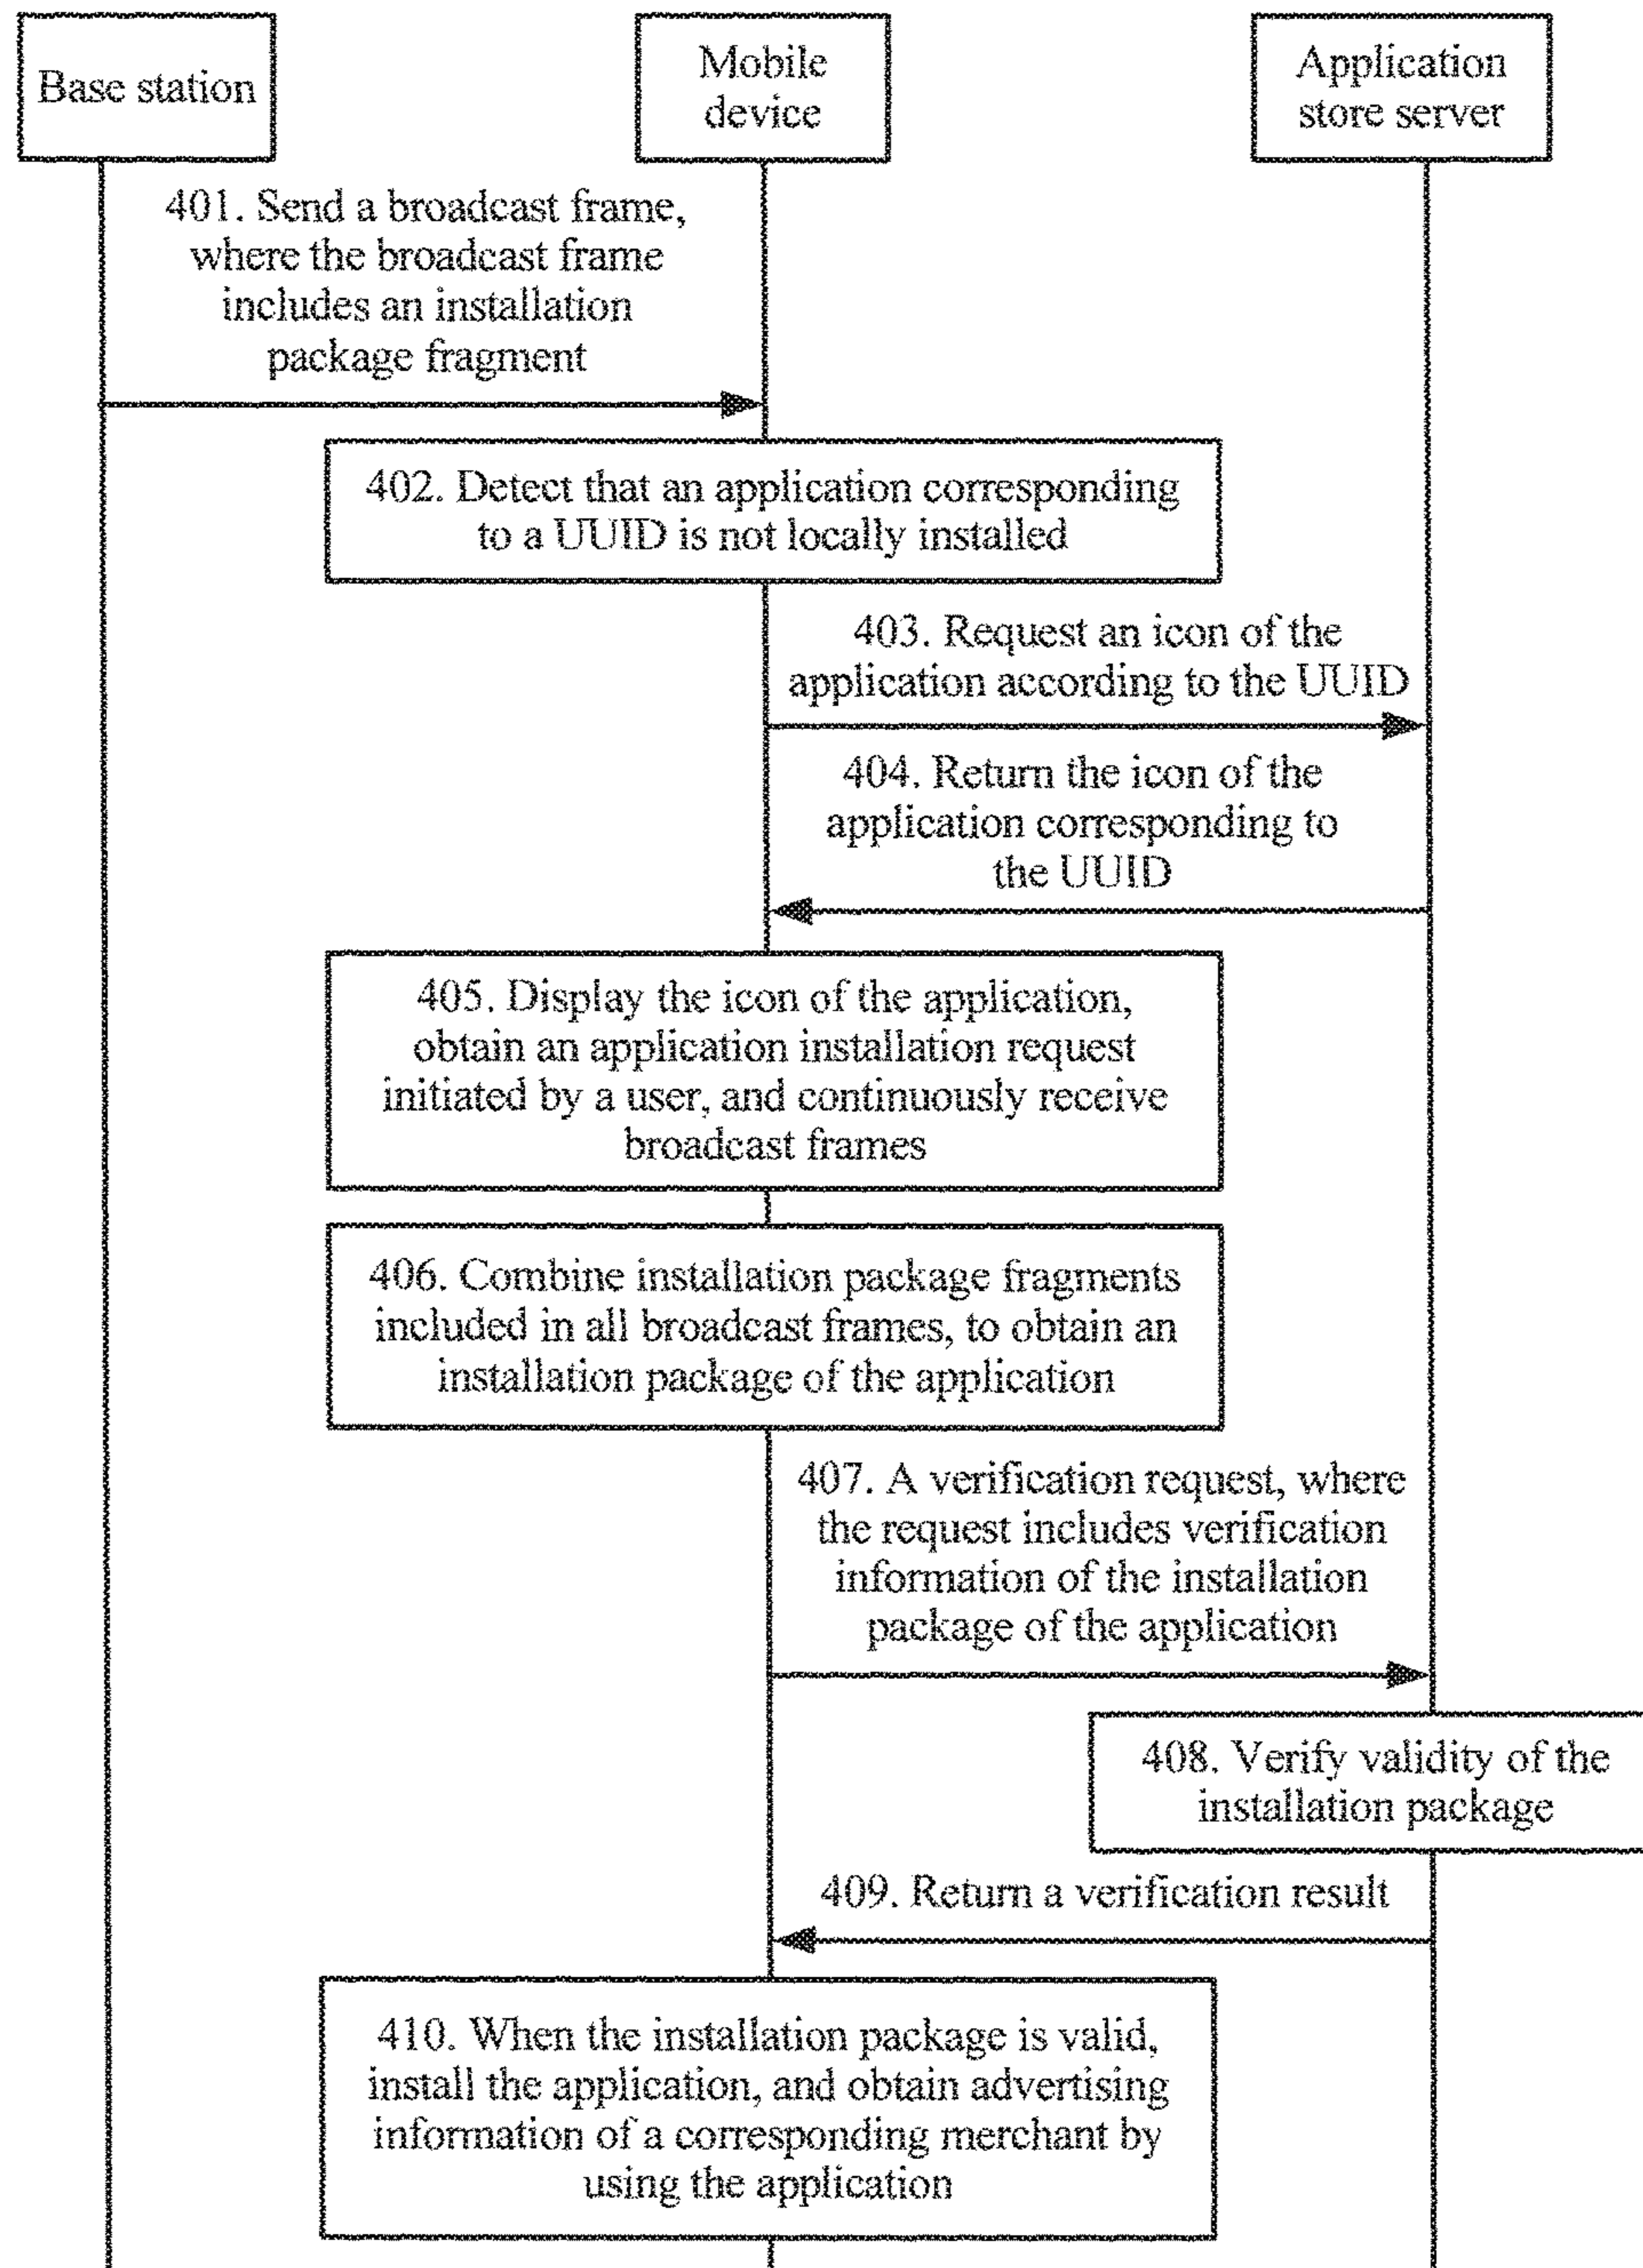 Base station
Mobile
device
Application
store server
401. Send a broadcast frame,
where the broadcast frame
includes an installation
package fragment
402. Detect that an application corresponding
to a UUID is not locally installed
403. Request an icon of the
application according to the UUID
404. Return the icon of the
application corresponding to
the UUID
405. Display the icon of the application,
obtain an application installation request
initiated by a user, and continuously receive
broadcast frames
406. Combine installation package fragments
included in all broadcast frames, to obtain an
installation package of the application
407. A verification request, where
the request includes verification
information of the installation
package of the application
408. Verify validity of the
installation package
409. Return a verification result
410. When the installation package is valid,
install the application, and obtain advertising
information of a corresponding merchant by
using the application